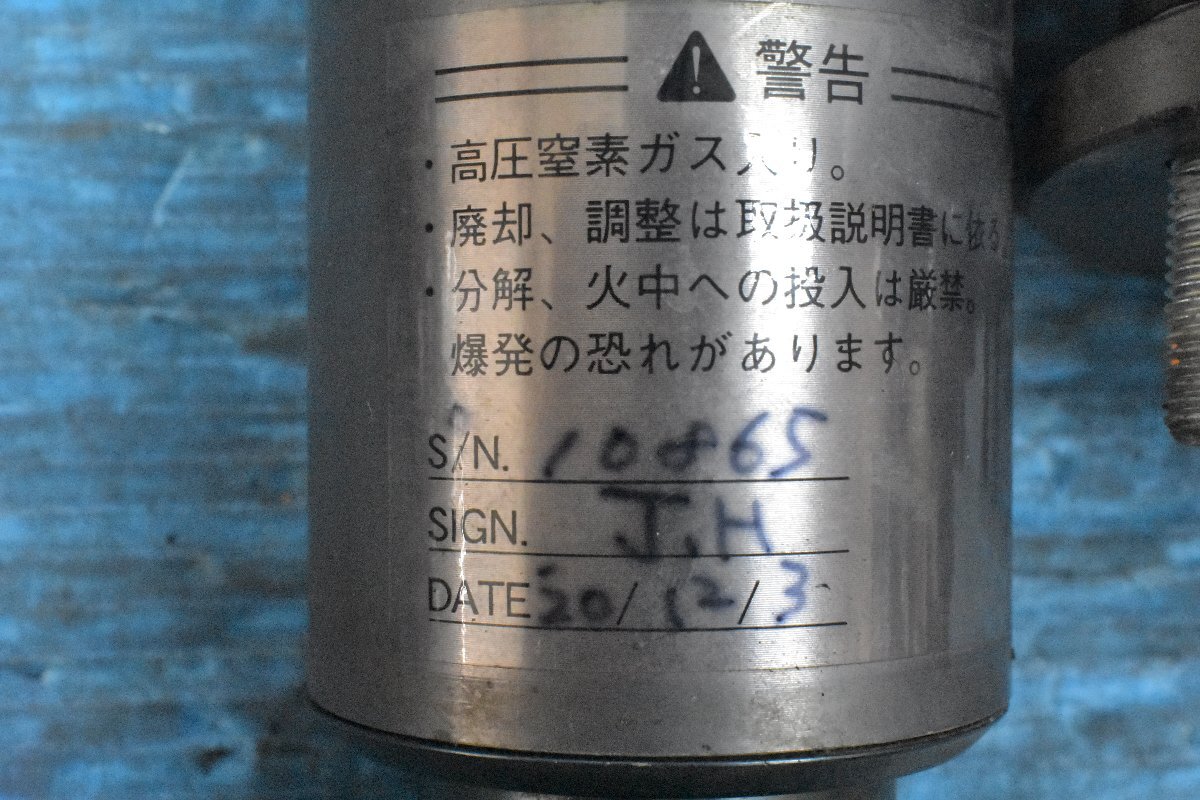 警告
・高圧窒素ガス入り。
・廃却、調整は取扱説明書に依る
・分解、火中への投入は厳禁。
爆発の恐れがあります。
S/N. 10865
SIGN. J.H
DATE '20/12/3